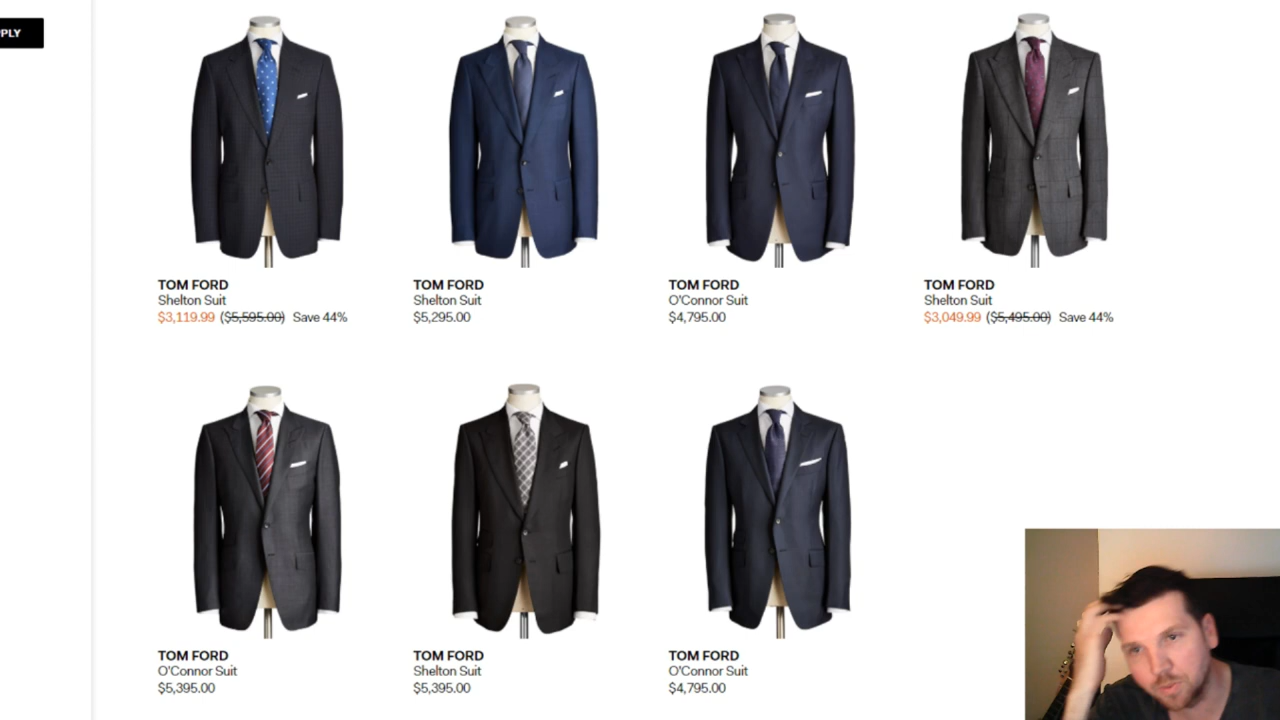 PLY
TOM FORD
Shelton Suit
$3,119.99 ($5,595.00) Save 44%
TOM FORD
Shelton Suit
$5,295.00
TOM FORD
O'Connor Suit
$4,795.00
TOM FORD
Shelton Suit
$3,049.99 ($5,495.00) Save 44%
TOM FORD
O'Connor Suit
$5,395.00
TOM FORD
Shelton Suit
$5,395.00
TOM FORD
O'Connor Suit
$4,795.00